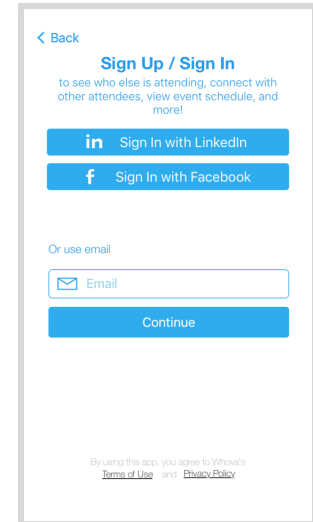 Back
Sign Up / Sign In
to see who else is attending, connect with
other attendees, view event schedule, and
more!
in Sign In with LinkedIn
f Sign In with Facebook
Or use email
Email
Continue
By using this app, you agree to Whova's
Terms of Use and Privacy Policy